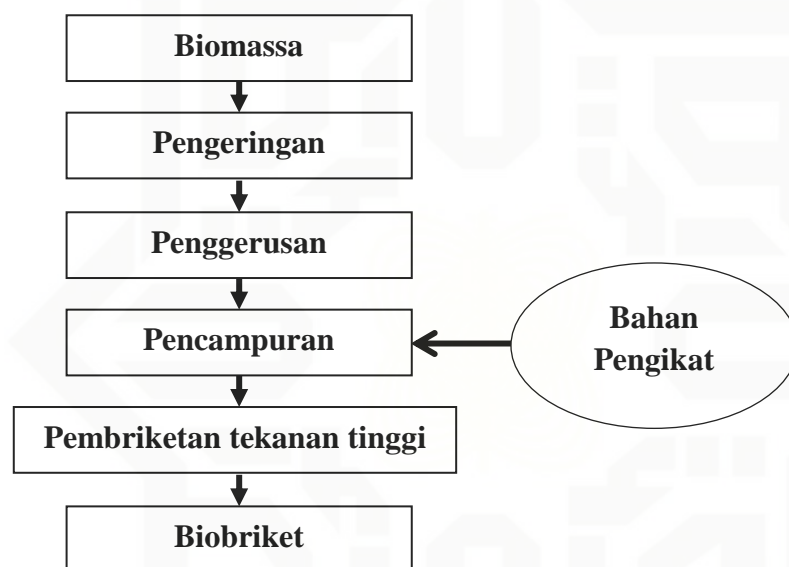 Biomassa
Pengeringan
Penggerusan
Pencampuran
Bahan
Pengikat
Pembriketan tekanan tinggi
Biobriket